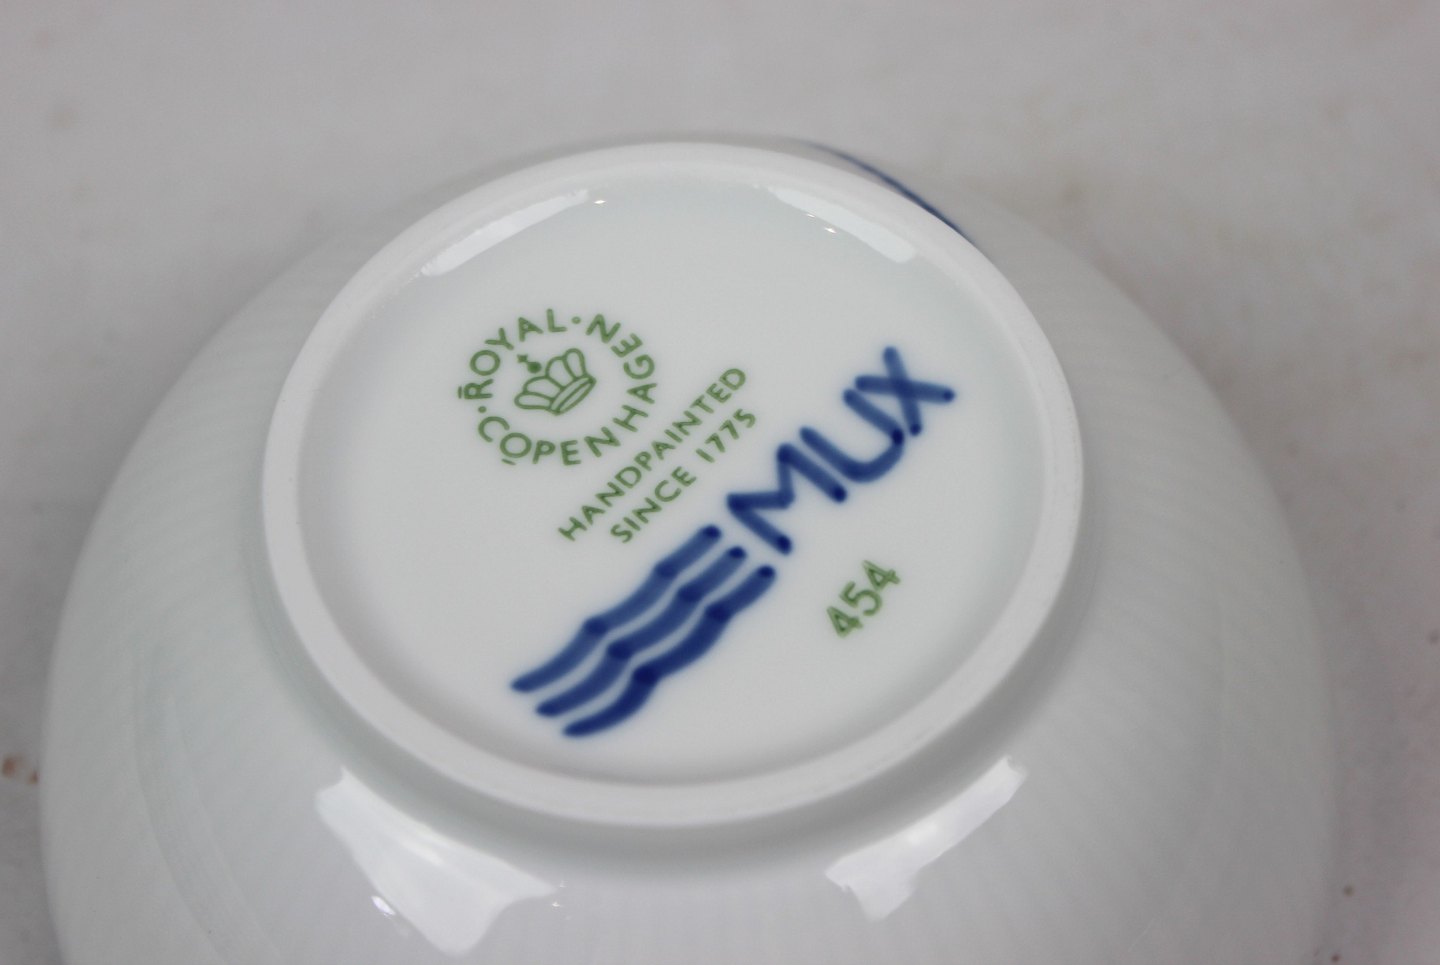 ROYAL · COPENHAGEN ·
HANDPAINTED
SINCE 1775
MUX
454